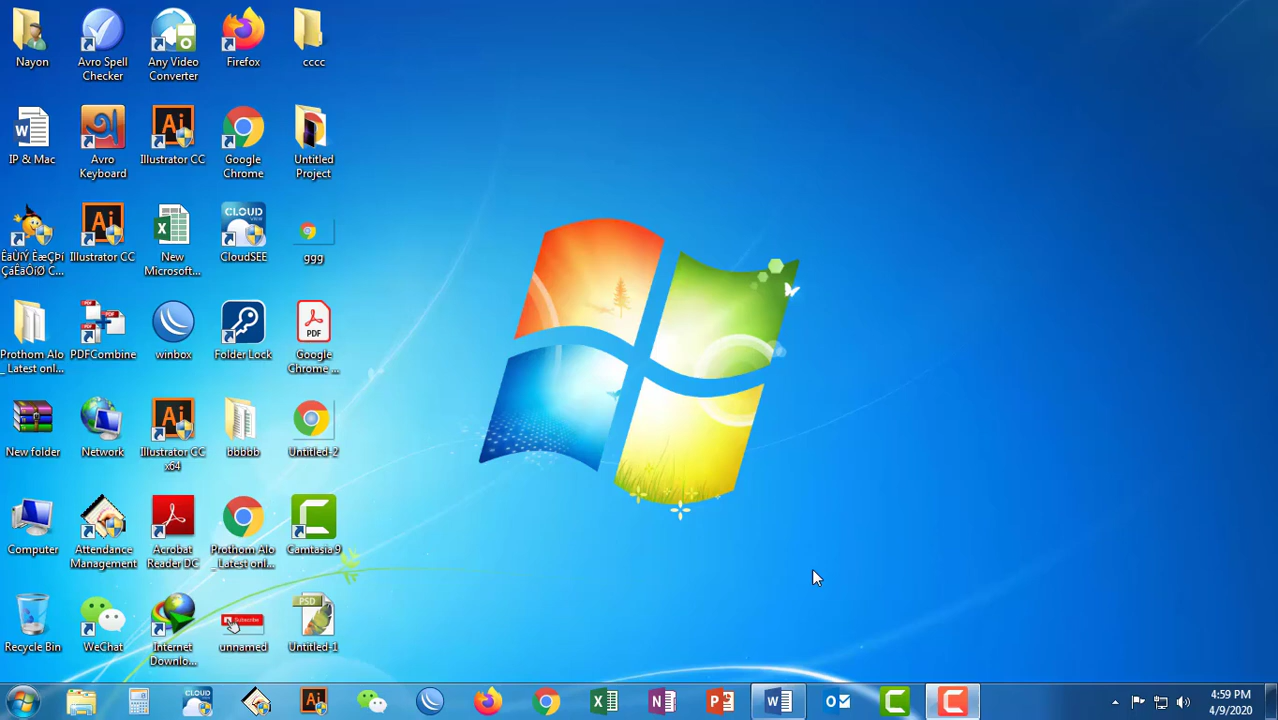 Nayon
Avro Spell
Checker
Any Video
Converter
Firefox
cccc
IP & Mac
Avro
Keyboard
Illustrator CC
Google
Chrome
Untitled
Project
Illustrator CC
New
Microsoft...
CLOUD
CloudSEE
ggg
Prothom Alo
_Latest onl...
PDFCombine
winbox
Folder Lock
PDF
Google
Chrome ...
New folder
Network
Illustrator CC
x64
bbbbb
Untitled-2
Computer
Attendance
Management
Acrobat
Reader DC
Prothom Alo
_Latest onl...
Camtasia 9
Recycle Bin
WeChat
Internet
Downlo...
Subscribe
unnamed
PSD
Untitled-1
CLOUD
4:59 PM
4/9/2020